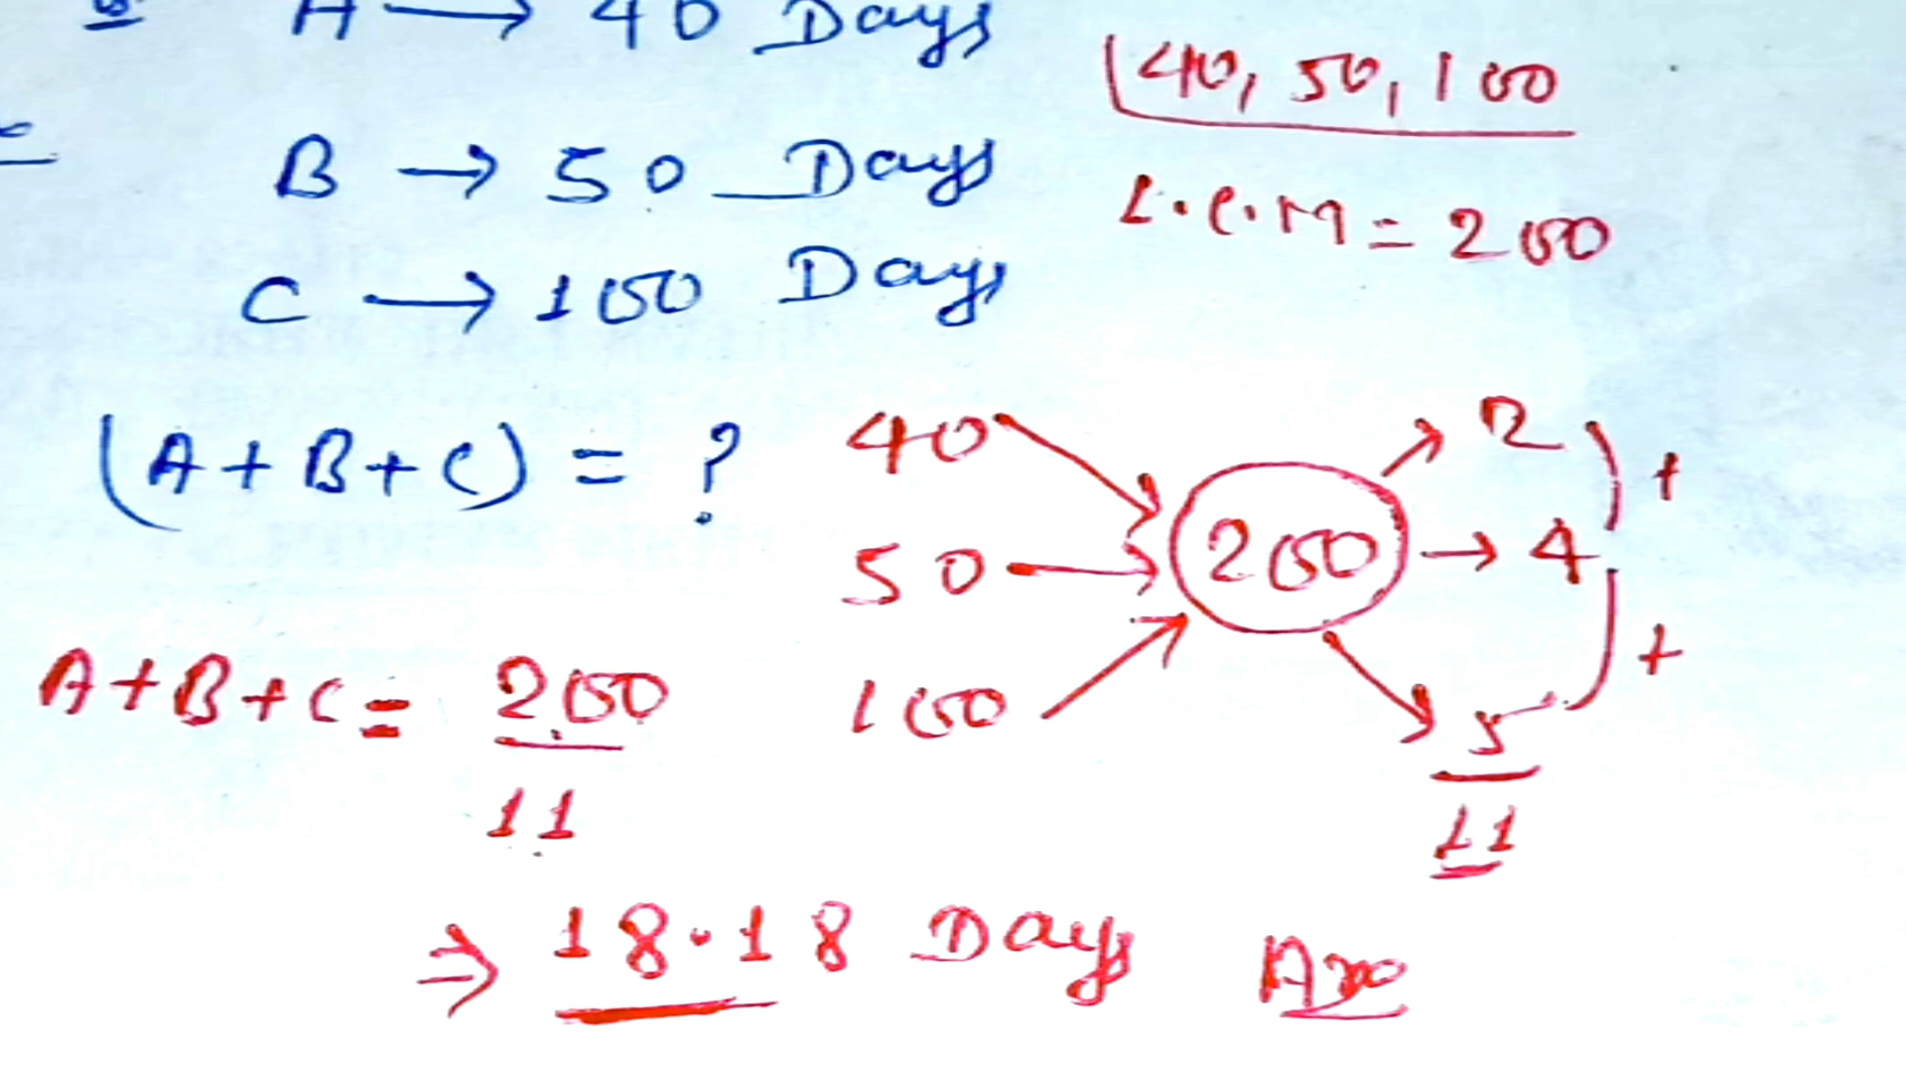 A → 40 Days
B → 50 Days
C → 100 Days
40, 50, 100
L.C.M = 200
(A+B+C) = ?
40
50
100
200
→ 2
→ 4
5
+
+
11
A+B+C = 200
11
⇒ 18.18 Days